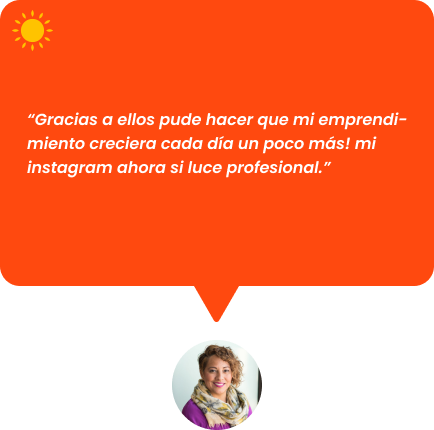 “Gracias a ellos pude hacer que mi emprendi-
miento creciera cada día un poco más! mi
instagram ahora si luce profesional.”